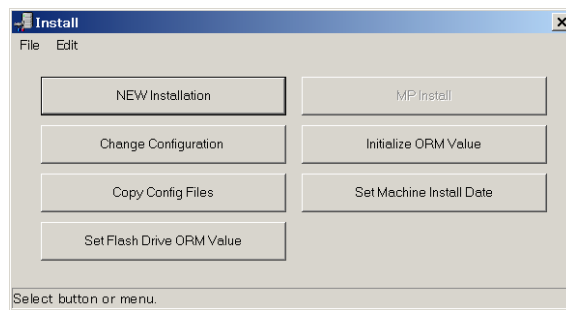 Install
File Edit
NEW Installation
MP Install
Change Configuration
Initialize ORM Value
Copy Config Files
Set Machine Install Date
Set Flash Drive ORM Value
Select button or menu.